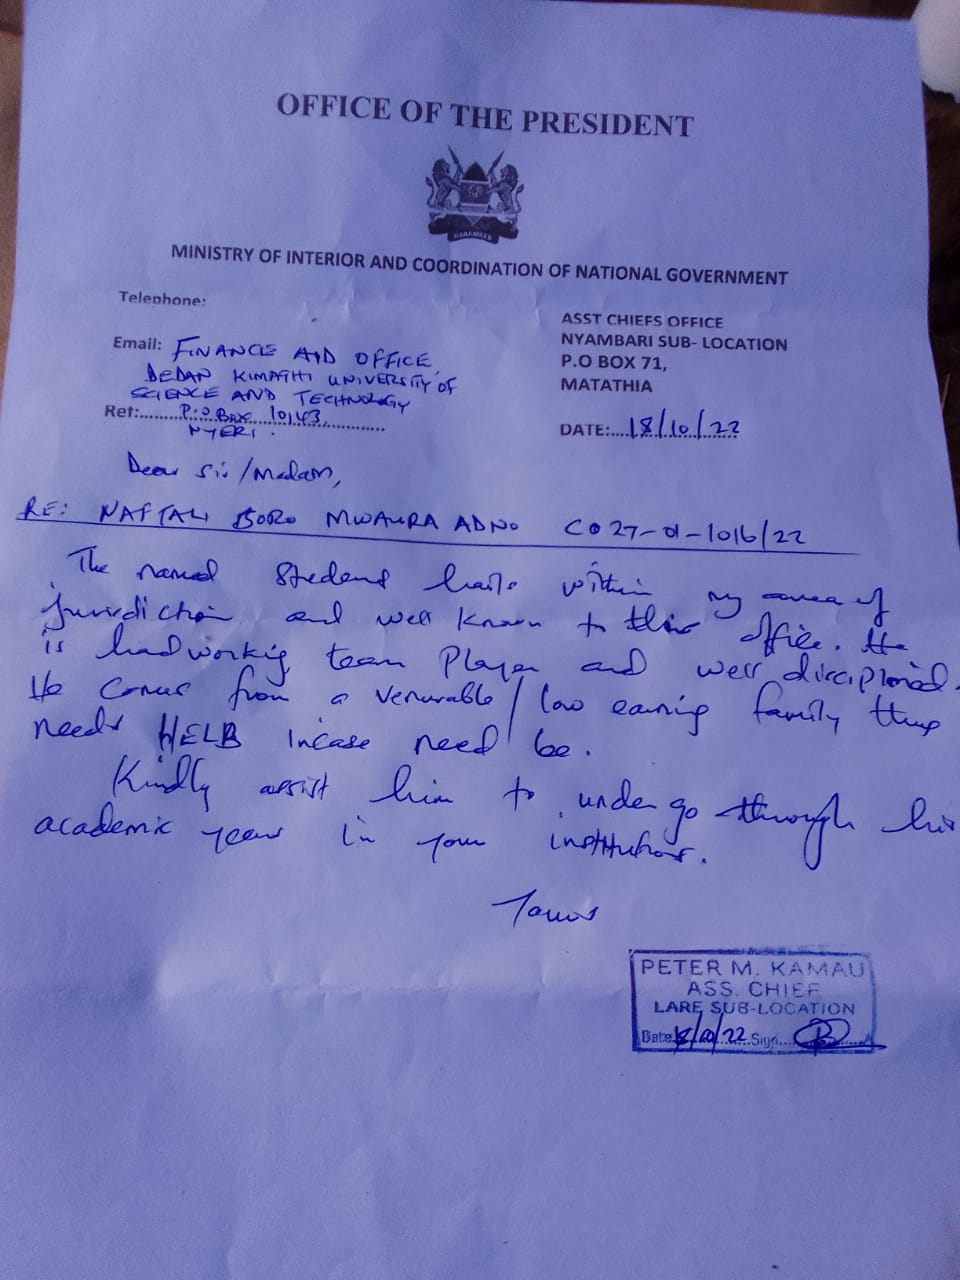 OFFICE OF THE PRESIDENT
HARAMBEE
MINISTRY OF INTERIOR AND COORDINATION OF NATIONAL GOVERNMENT
Telephone:
ASST CHIEFS OFFICE
NYAMBARI SUB- LOCATION
P.O BOX 71,
MATATHIA
DATE:....18/10/22
Email: FINANCE AID OFFICE,
DEDAN KIMATHI UNIVERSITY OF
SCIENCE AND TECHNOLOGY
Ref:........P.O BOX 10143,..............
NYERI.
Dear Sir/Madam,
RE: NAFTALI BORO MWAURA ADNO C027-01-1016/22
The named student hails within my area of
jurisdiction and well known to this office. He
is hadworking team player and well disciplined.
He comes from a venurable/low earning family thus
needs HELB incase need be.
Kindly assist him to undergo through his
academic years in your institution.
Yours
PETER M. KAMAU
ASS. CHIEF
LARE SUB-LOCATION
Date:18/10/22 Sign.....